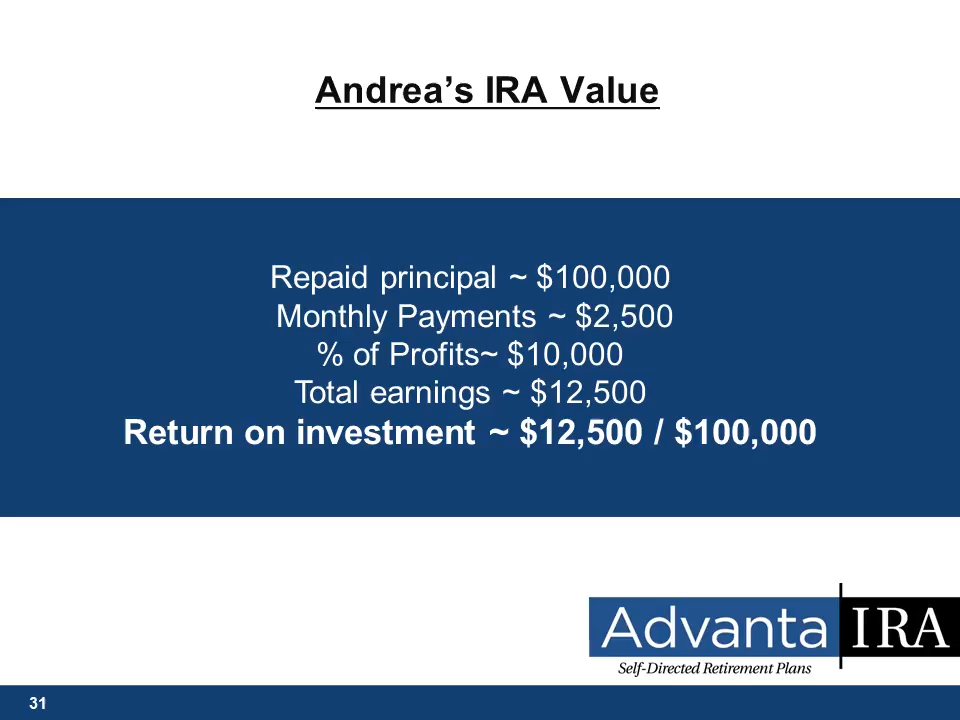 Andrea’s IRA Value
Repaid principal ~ $100,000
Monthly Payments ~ $2,500
% of Profits~ $10,000
Total earnings ~ $12,500
Return on investment ~ $12,500 / $100,000
Advanta IRA
Self-Directed Retirement Plans
31